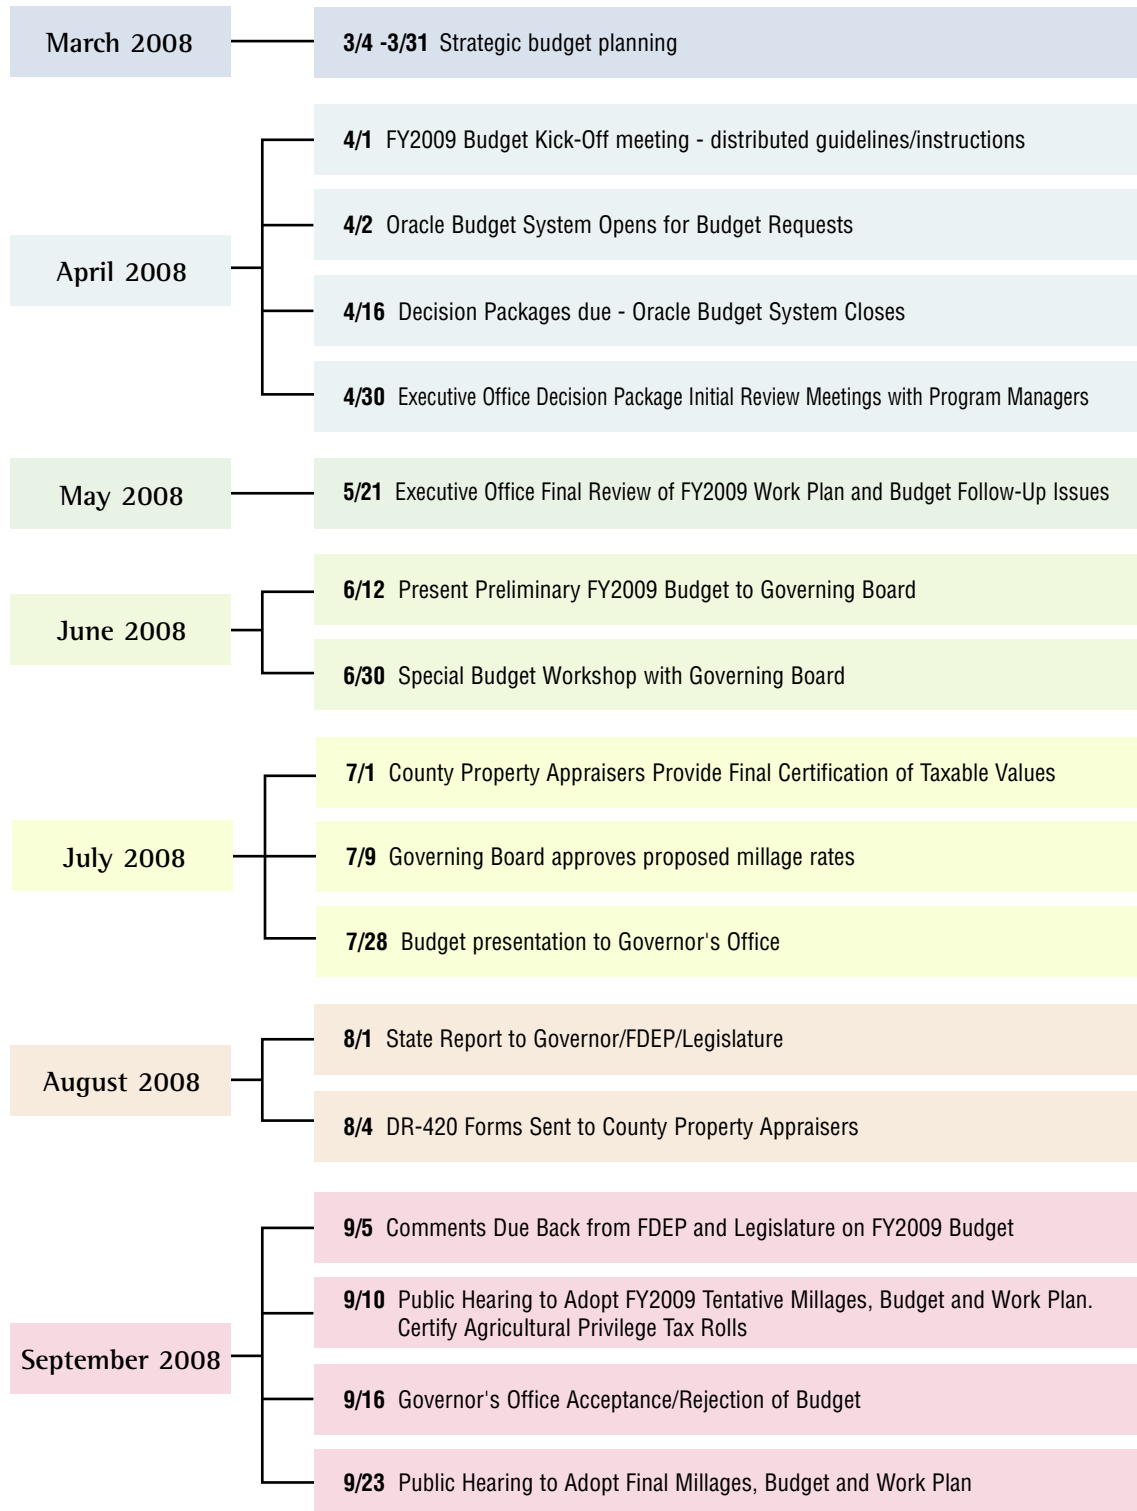 March 2008
3/4 -3/31 Strategic budget planning
April 2008
4/1 FY2009 Budget Kick-Off meeting - distributed guidelines/instructions
4/2 Oracle Budget System Opens for Budget Requests
4/16 Decision Packages due - Oracle Budget System Closes
4/30 Executive Office Decision Package Initial Review Meetings with Program Managers
May 2008
5/21 Executive Office Final Review of FY2009 Work Plan and Budget Follow-Up Issues
June 2008
6/12 Present Preliminary FY2009 Budget to Governing Board
6/30 Special Budget Workshop with Governing Board
July 2008
7/1 County Property Appraisers Provide Final Certification of Taxable Values
7/9 Governing Board approves proposed millage rates
7/28 Budget presentation to Governor's Office
August 2008
8/1 State Report to Governor/FDEP/Legislature
8/4 DR-420 Forms Sent to County Property Appraisers
September 2008
9/5 Comments Due Back from FDEP and Legislature on FY2009 Budget
9/10 Public Hearing to Adopt FY2009 Tentative Millages, Budget and Work Plan.
Certify Agricultural Privilege Tax Rolls
9/16 Governor's Office Acceptance/Rejection of Budget
9/23 Public Hearing to Adopt Final Millages, Budget and Work Plan